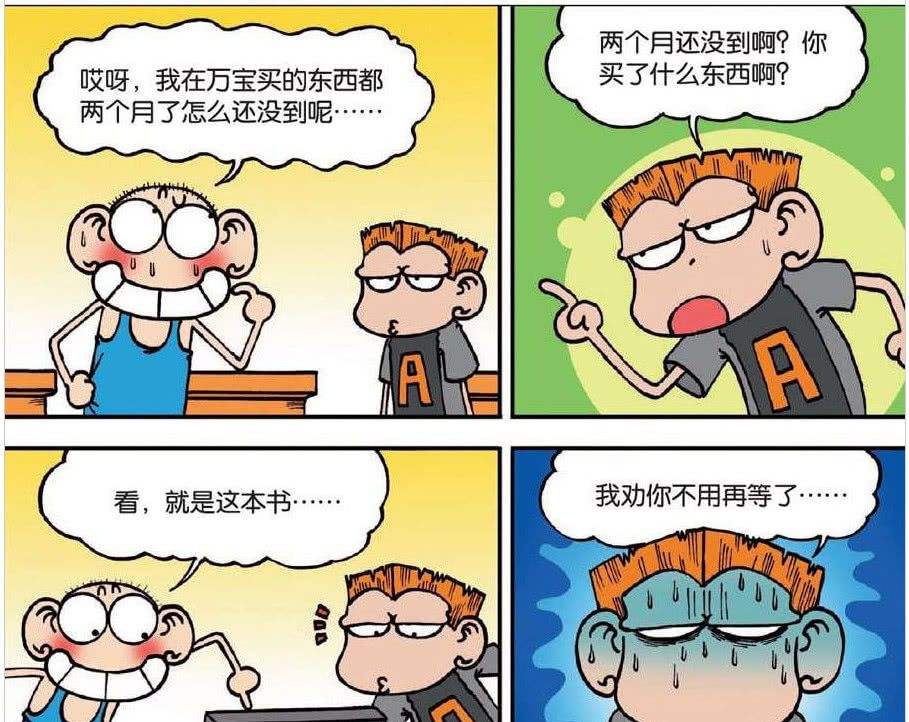 哎呀，我在万宝买的东西都
两个月了怎么还没到呢……
两个月还没到啊？你
买了什么东西啊？
A
A
看，就是这本书……
我劝你不用再等了……
A